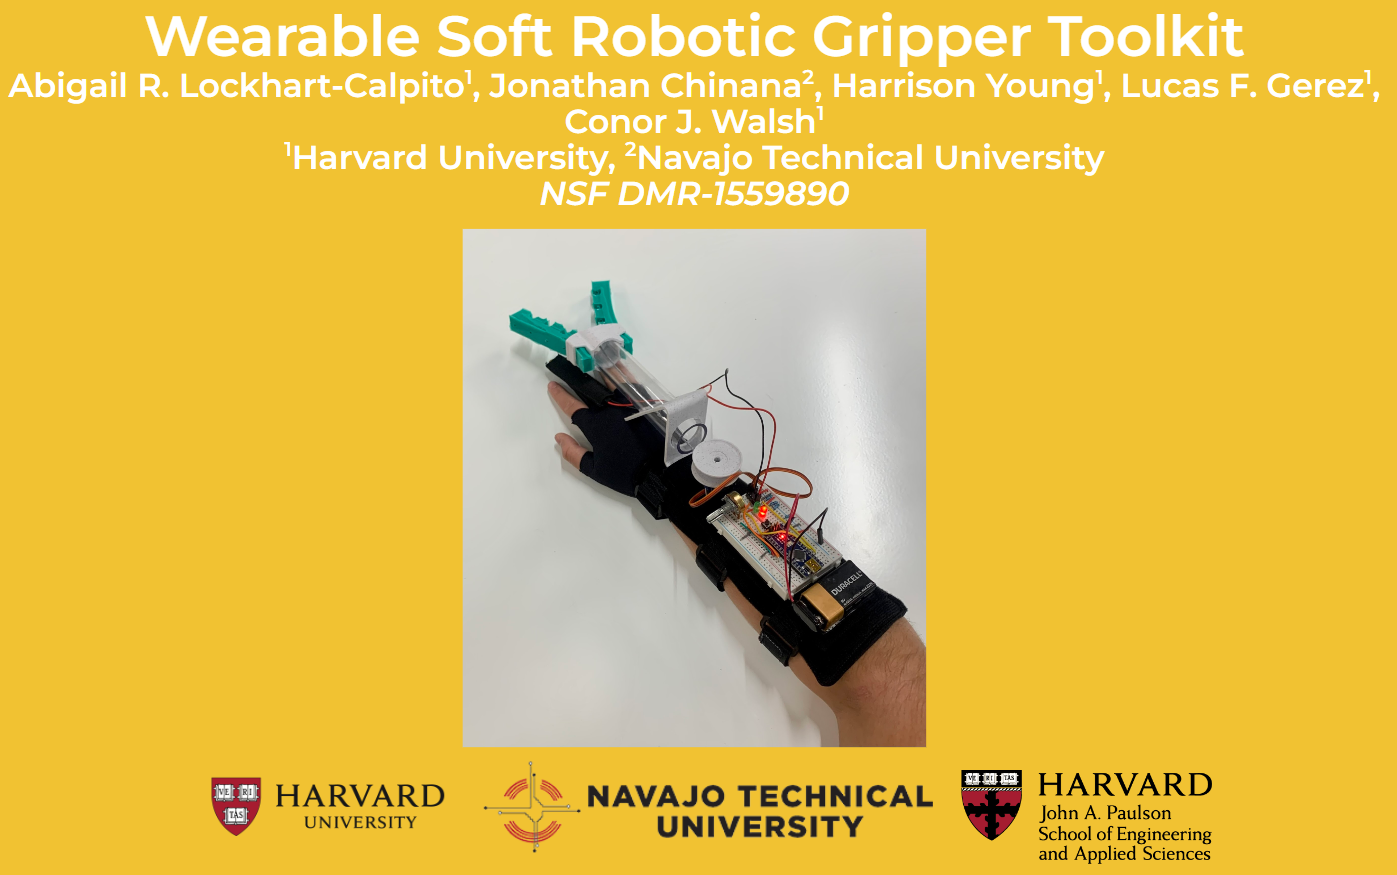 Wearable Soft Robotic Gripper Toolkit
Abigail R. Lockhart-Calpito¹, Jonathan Chinana², Harrison Young¹, Lucas F. Gerez¹,
Conor J. Walsh¹
¹Harvard University, ²Navajo Technical University
NSF DMR-1559890
DURACELL
VE RI
TAS
HARVARD
UNIVERSITY
NAVAJO TECHNICAL
UNIVERSITY
VE RI TAS
HARVARD
John A. Paulson
School of Engineering
and Applied Sciences